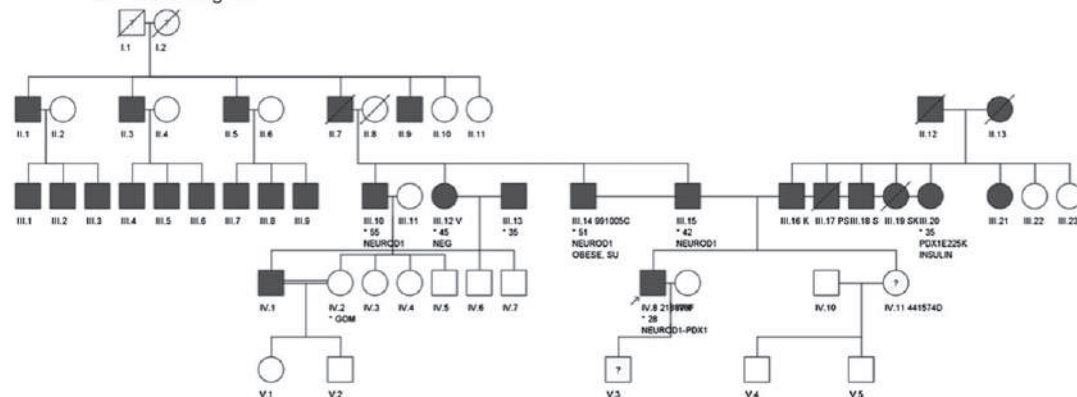 ? ?
I.1 I.2
II.1 II.2 II.3 II.4 II.5 II.6 II.7 II.8 II.9 II.10 II.11 II.12 II.13
III.1 III.2 III.3 III.4 III.5 III.6 III.7 III.8 III.9 III.10 III.11 III.12 V III.13 III.14 991005C III.15 III.16 K III.17 PS III.18 S III.19 SK III.20 III.21 III.22 III.23
* 55 * 45 * 35 * 51 * 42 * 35
NEUROD1 NEG NEUROD1 NEUROD1 PDX1E225K
OBESE, SU INSULIN
?
IV.1 IV.2 IV.3 IV.4 IV.5 IV.6 IV.7 IV.8 IV.10 IV.11 441574D
* GDM * 28
NEUROD1-PDX1
?
V.1 V.2 V.3 V.4 V.5